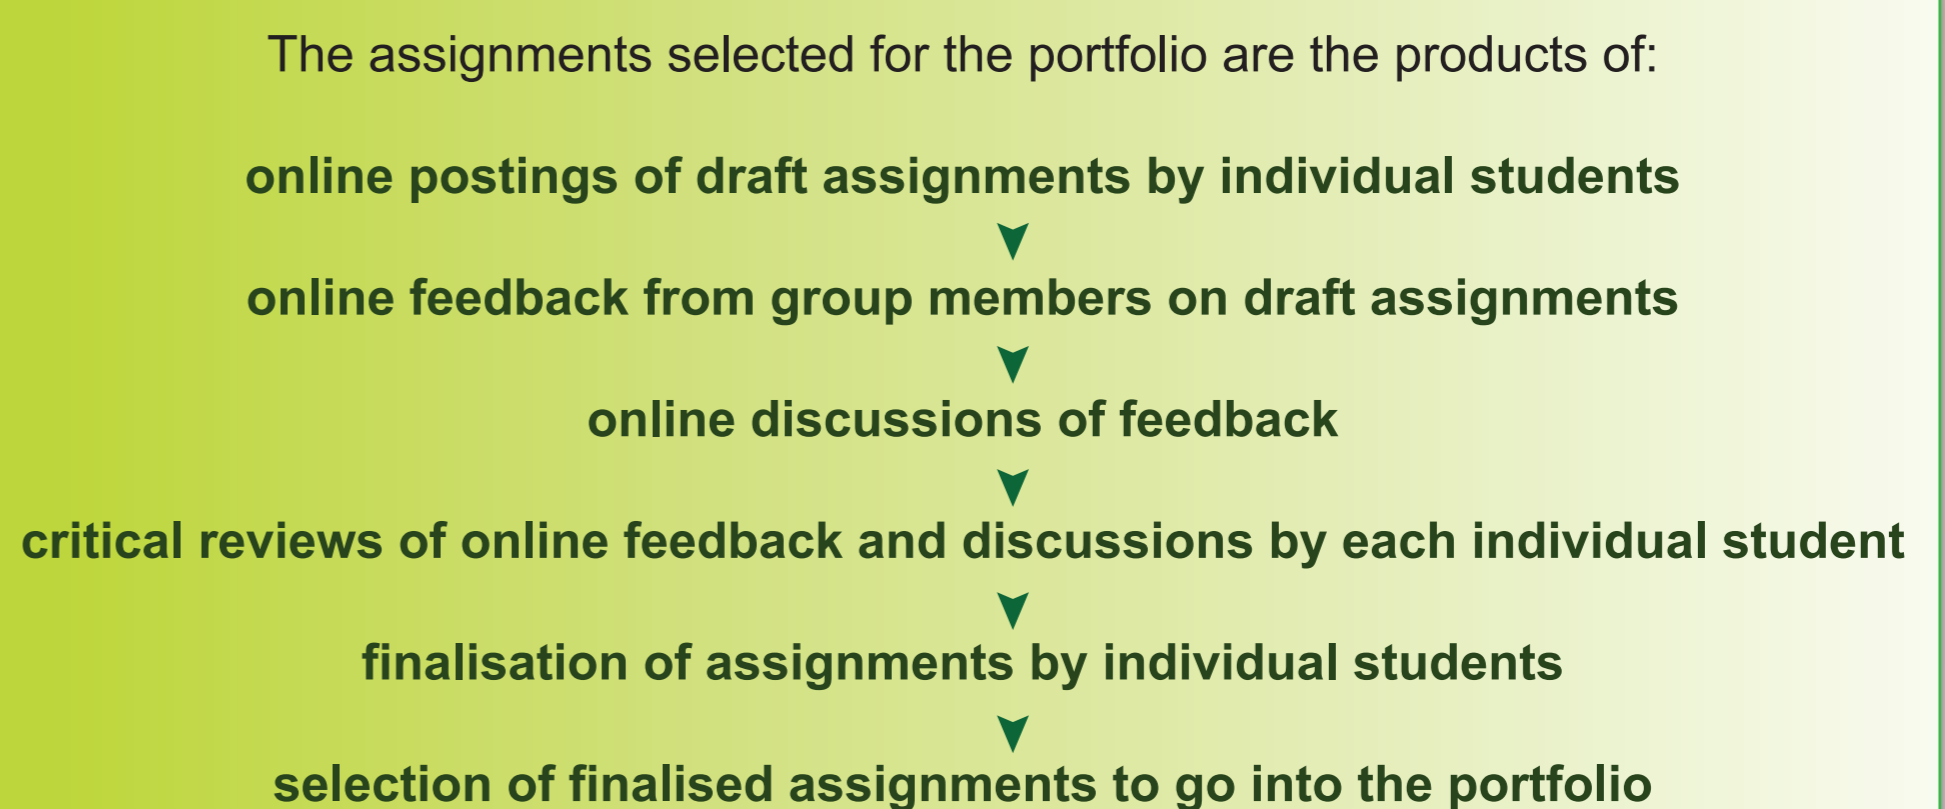 The assignments selected for the portfolio are the products of:
online postings of draft assignments by individual students
online feedback from group members on draft assignments
online discussions of feedback
critical reviews of online feedback and discussions by each individual student
finalisation of assignments by individual students
selection of finalised assignments to go into the portfolio